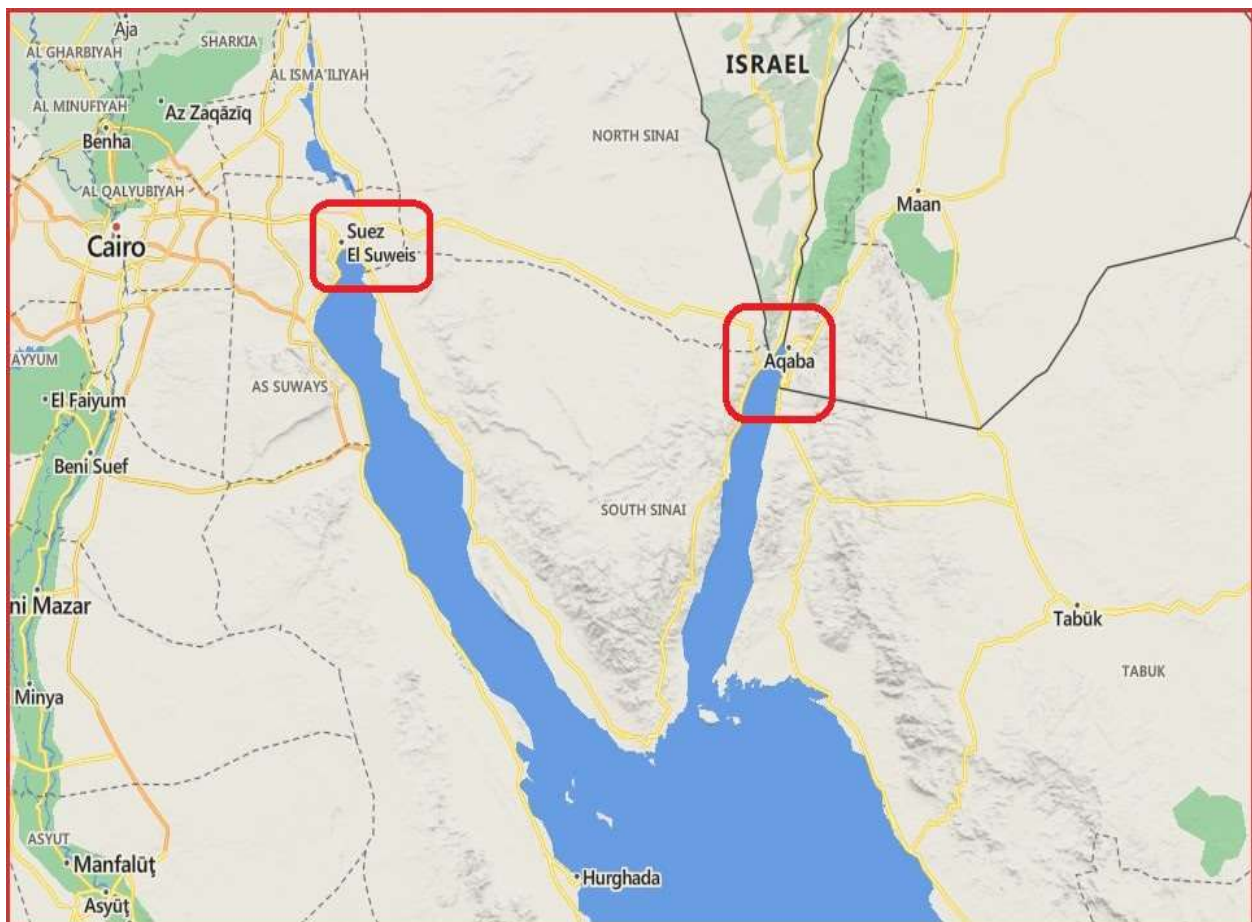 Aja
SHARKIA
AL GHARBIYAH
ISRAEL
AL ISMA'ILIYAH
AL MINUFIYAH
Az Zaqāzīq
Benha
NORTH SINAI
AL QALYUBIYAH
Maan
Cairo
Suez
El Suweis
Aqaba
AYYUM
AS SUWAYS
El Faiyum
Beni Suef
SOUTH SINAI
ni Mazar
Tabūk
Minya
TABUK
ASYUT
Manfalūţ
Hurghada
Asyūţ